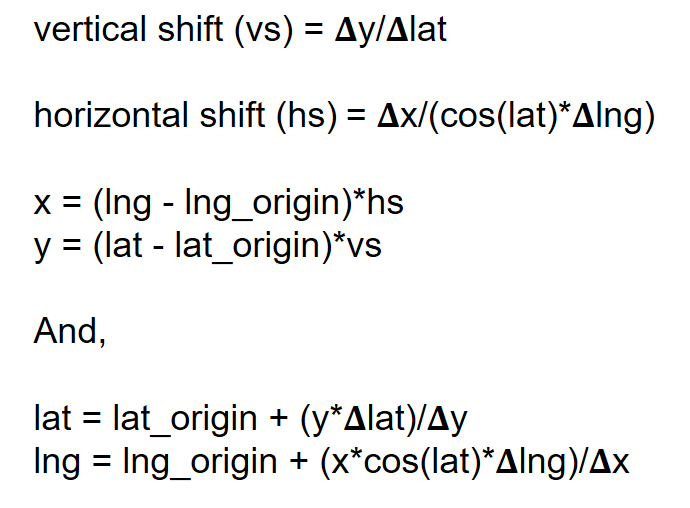 vertical shift (vs) = Δy/Δlat
horizontal shift (hs) = Δx/(cos(lat)*Δlng)
x = (lng - lng_origin)*hs
y = (lat - lat_origin)*vs
And,
lat = lat_origin + (y*Δlat)/Δy
lng = lng_origin + (x*cos(lat)*Δlng)/Δx